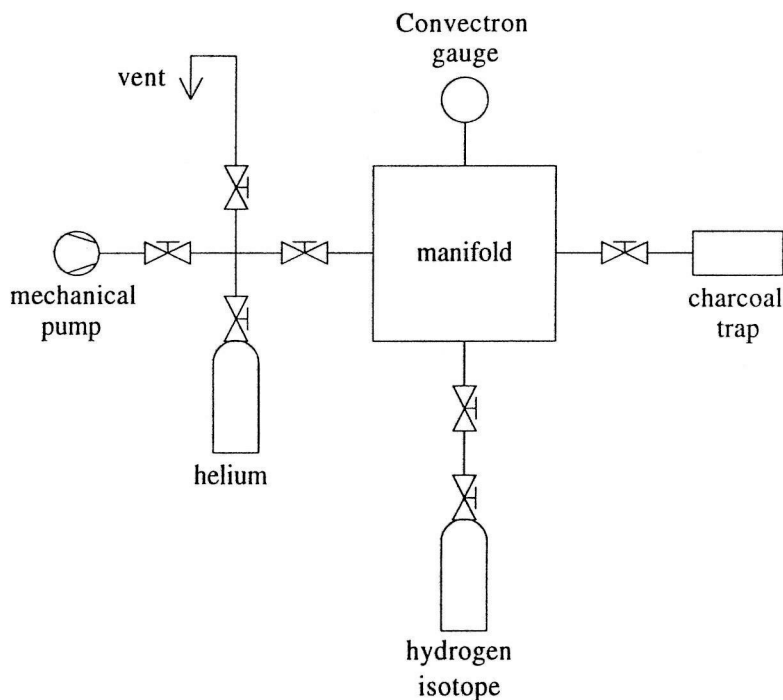 Convectron
gauge
vent
manifold
mechanical
pump
charcoal
trap
helium
hydrogen
isotope